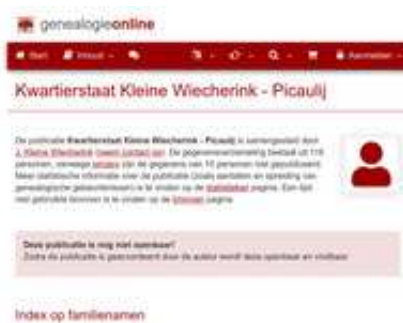 genealogieonline
Start Inhoud Aanmelden
Kwartierstaat Kleine Wiecherink - Picaulij
De publicatie Kwartierstaat Kleine Wiecherink - Picaulij is samengesteld door
J. Kleine Wiecherink (neem contact op). De gegevensverzameling bestaat uit 119
personen, vanwege privacy zijn de gegevens van 10 personen niet gepubliceerd.
Meer statistische informatie over de publicatie (zoals aantallen en spreiding van
genealogische gebeurtenissen) is te vinden op de statistieken pagina. Een lijst
met gebruikte bronnen is te vinden op de bronnen pagina.
Deze publicatie is nog niet openbaar!
Zodra de publicatie is gecontroleerd door de auteur wordt deze openbaar en vindbaar.
Index op familienamen